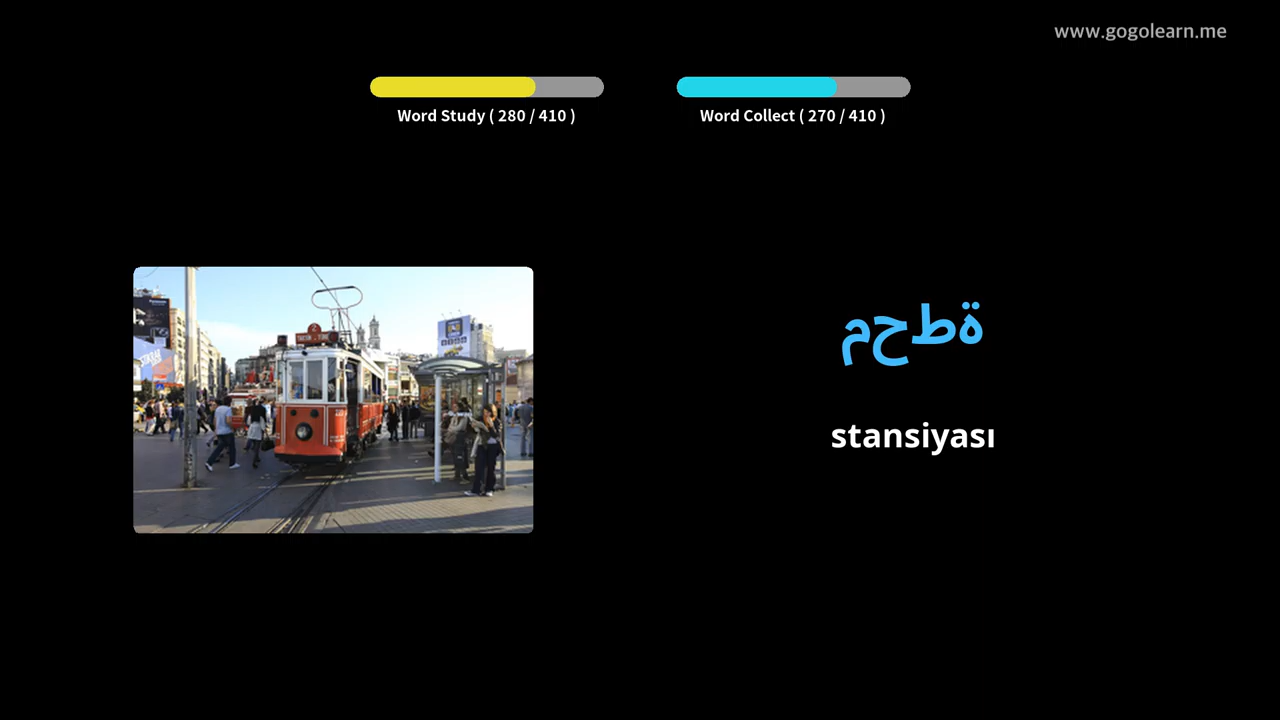 www.gogolearn.me
Word Study ( 280 / 410 )
Word Collect ( 270 / 410 )
محطة
stansiyası